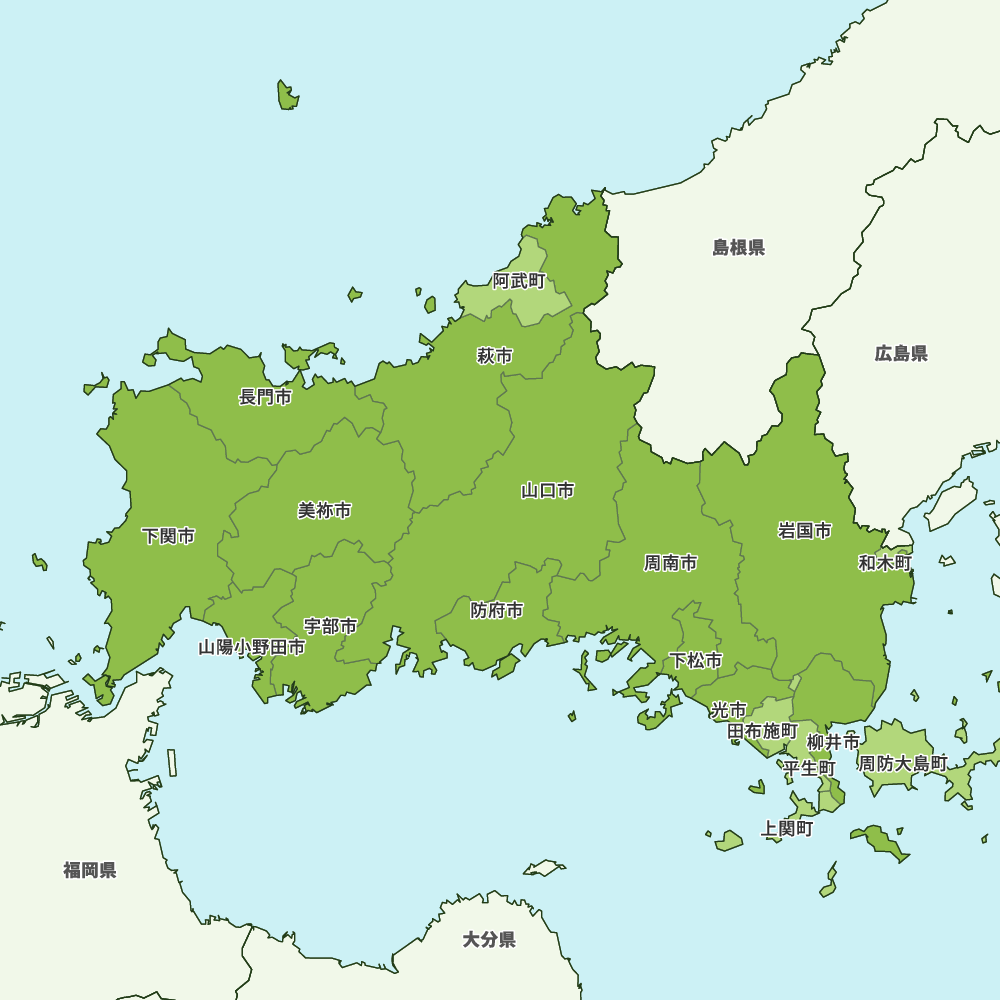 島根県
阿武町
広島県
萩市
長門市
山口市
美祢市
岩国市
下関市
周南市
和木町
防府市
宇部市
山陽小野田市
下松市
光市
田布施町
柳井市
周防大島町
平生町
上関町
福岡県
大分県